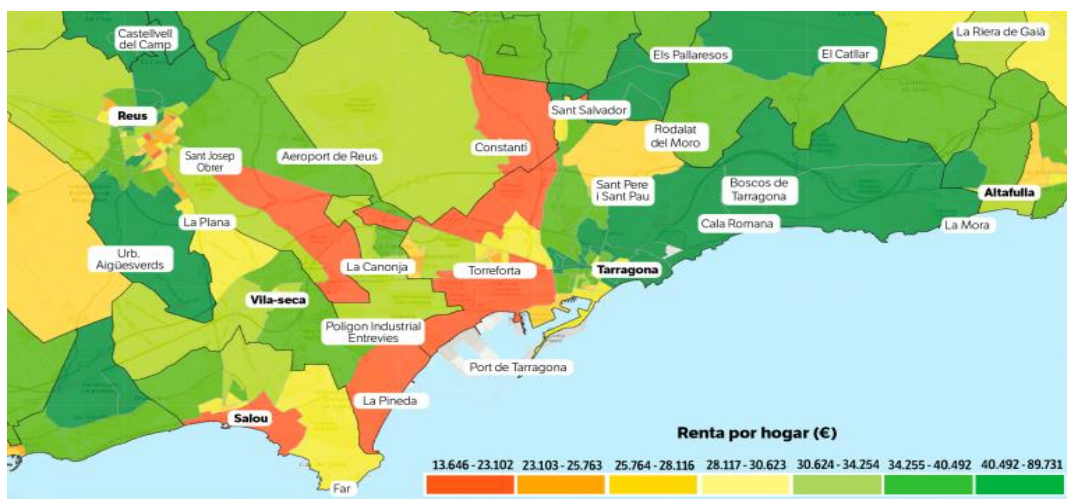 Castellvell
del Camp
La Riera de Gaià
Els Pallaresos
El Catllar
Reus
Sant Salvador
Constantí
Rodalat
del Moro
Sant Josep
Obrer
Aeroport de Reus
Sant Pere
i Sant Pau
Boscos de
Tarragona
Altafulla
La Plana
Cala Romana
La Mora
Urb.
Aigüesverds
La Canonja
Torreforta
Tarragona
Vila-seca
Poligon Industrial
Entrevies
Port de Tarragona
La Pineda
Salou
Far
Renta por hogar (€)
13.646 - 23.102 23.103 - 25.763 25.764 - 28.116 28.117 - 30.623 30.624 - 34.254 34.255 - 40.492 40.492 - 89.731